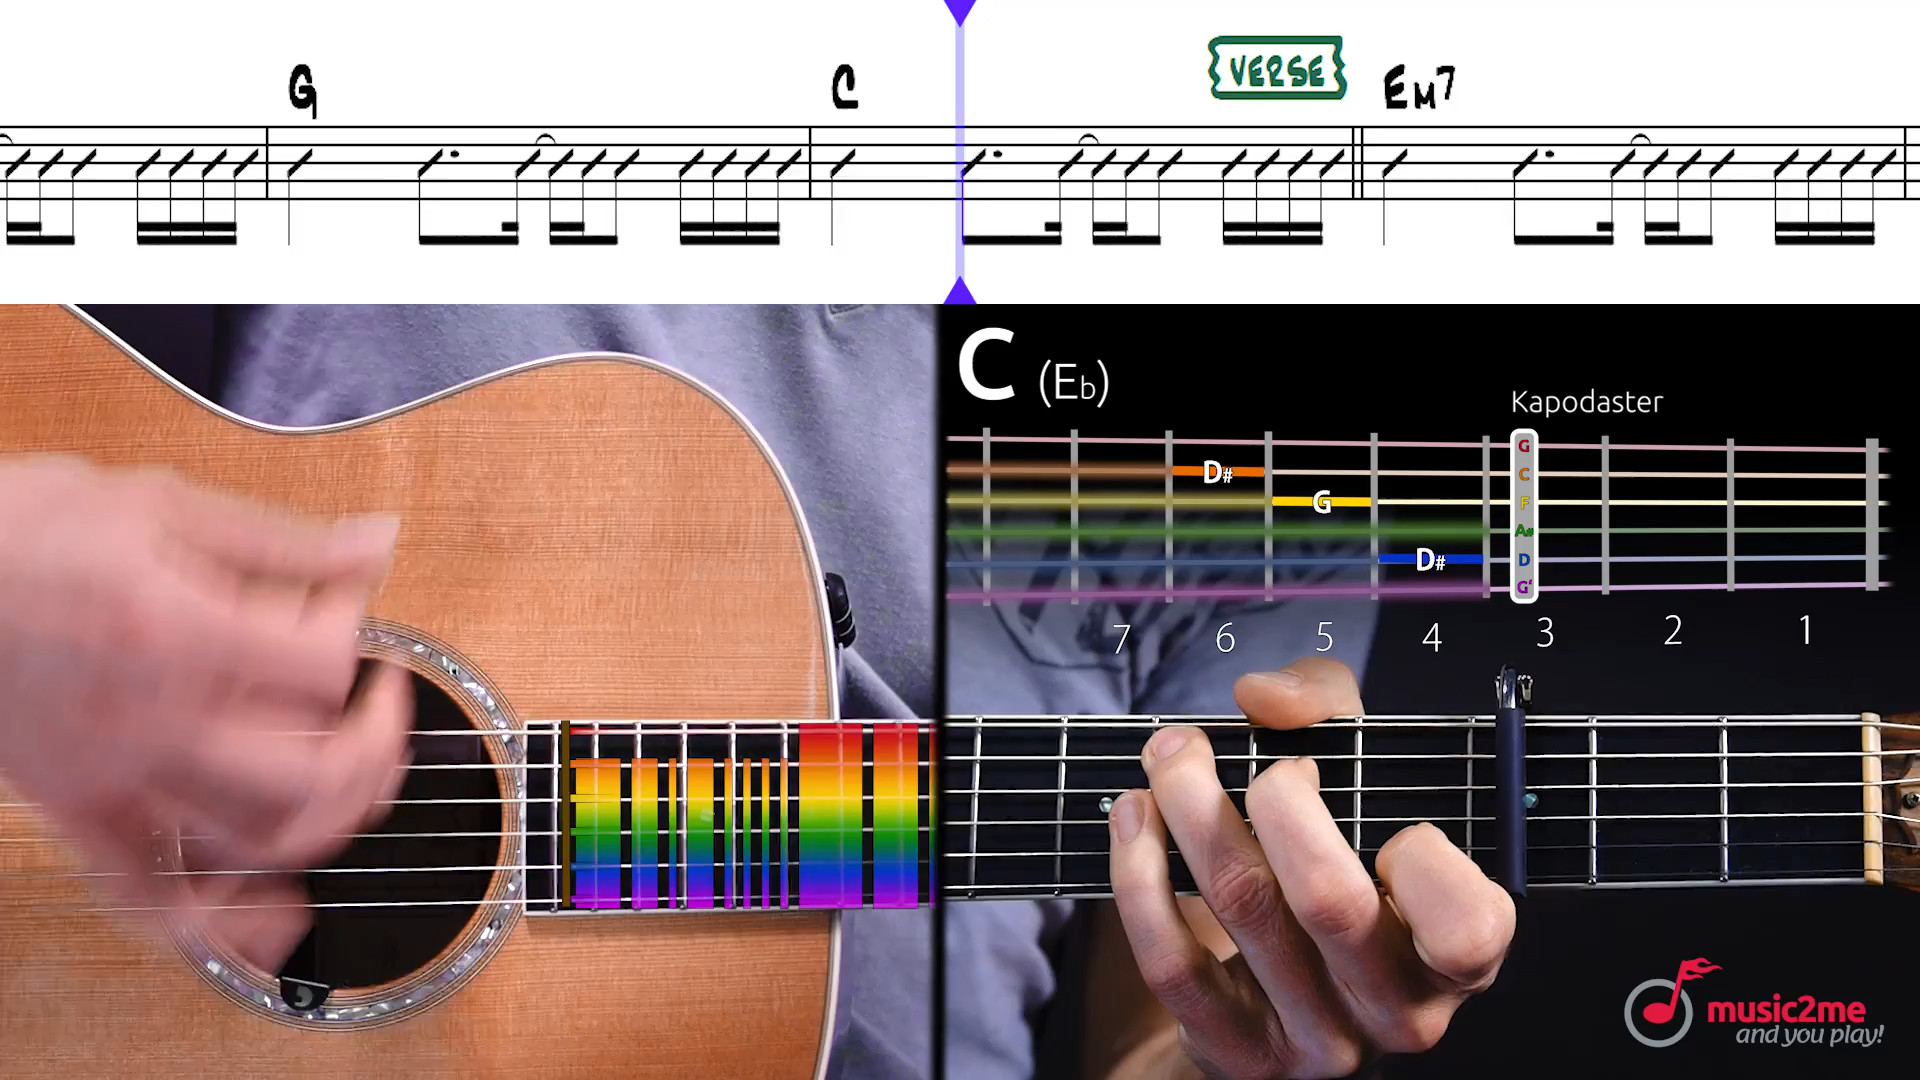 G C VERSE Em7
C (Eb)
Kapodaster
G
D# C
G F
A#
D# D
G'
7 6 5 4 3 2 1
music2me
and you play!